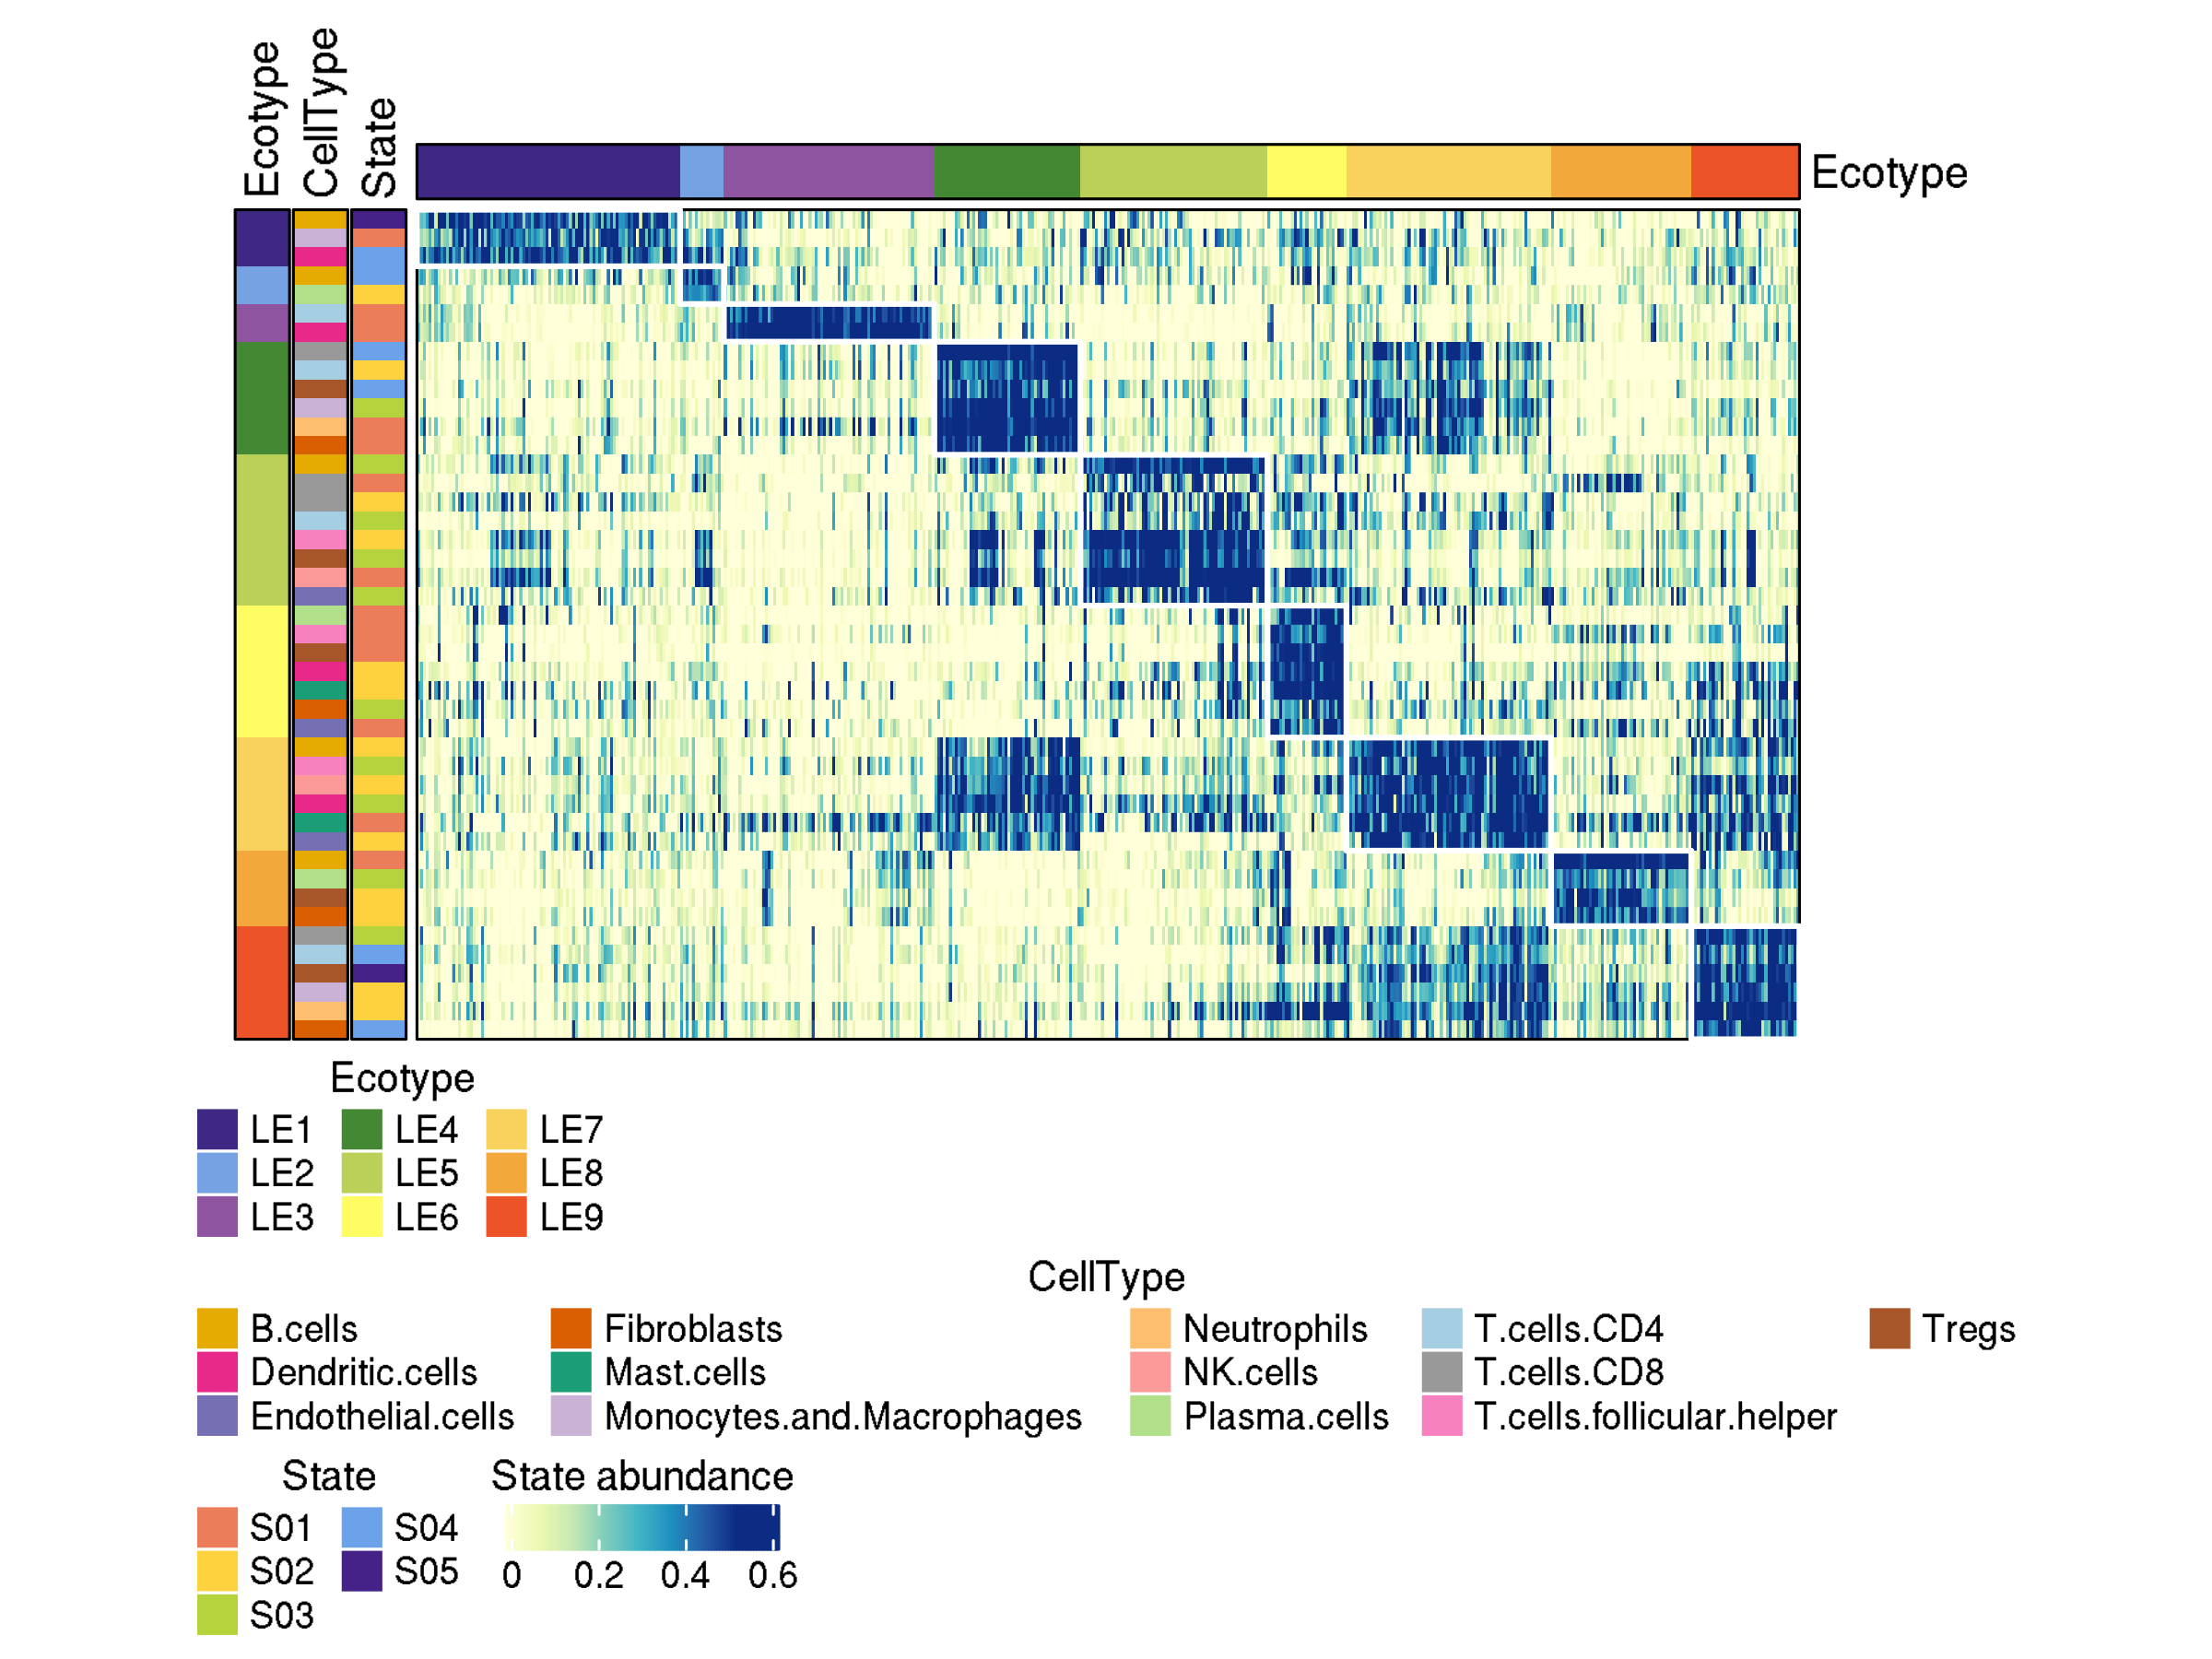 Ecotype
CellType
State
Ecotype
Ecotype
LE1 LE4 LE7
LE2 LE5 LE8
LE3 LE6 LE9
CellType
B.cells Fibroblasts Neutrophils T.cells.CD4 Tregs
Dendritic.cells Mast.cells NK.cells T.cells.CD8
Endothelial.cells Monocytes.and.Macrophages Plasma.cells T.cells.follicular.helper
State State abundance
S01 S04
S02 S05
0 0.2 0.4 0.6
S03